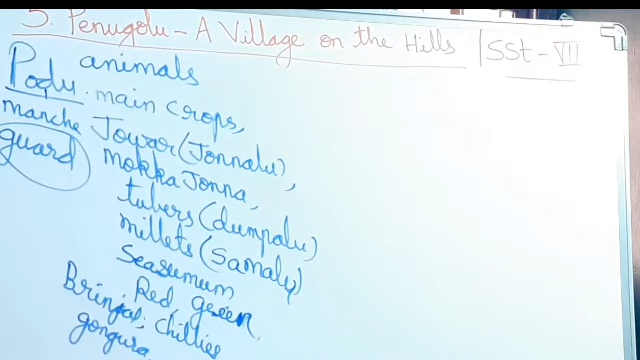 5. Penugolu - A Village on the Hills | SSt - VII
animals
Podu. main crops,
manche Jowar (Jonnalu),
guard mokka Jonna,
tubers (dumpalu)
millets (Samalu)
Seasumum
Red, green
Brinjal; chillies
gongura